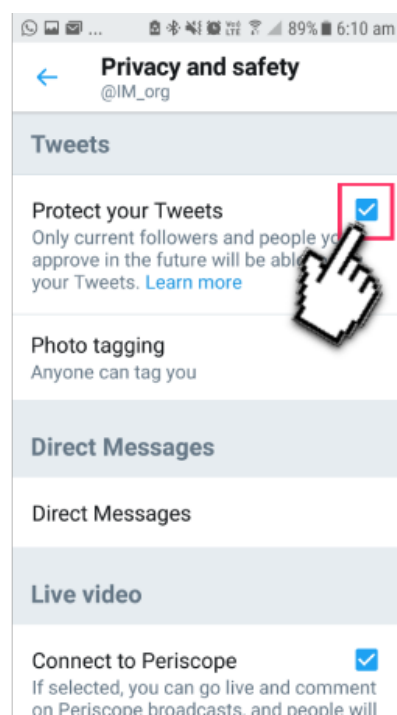 ... 89% 6:10 am
Privacy and safety
@IM_org
Tweets
Protect your Tweets
Only current followers and people
approve in the future will be
your Tweets. Learn more
Photo tagging
Anyone can tag you
Direct Messages
Direct Messages
Live video
Connect to Periscope
If selected, you can go live and comment
on Periscope broadcasts, and people will